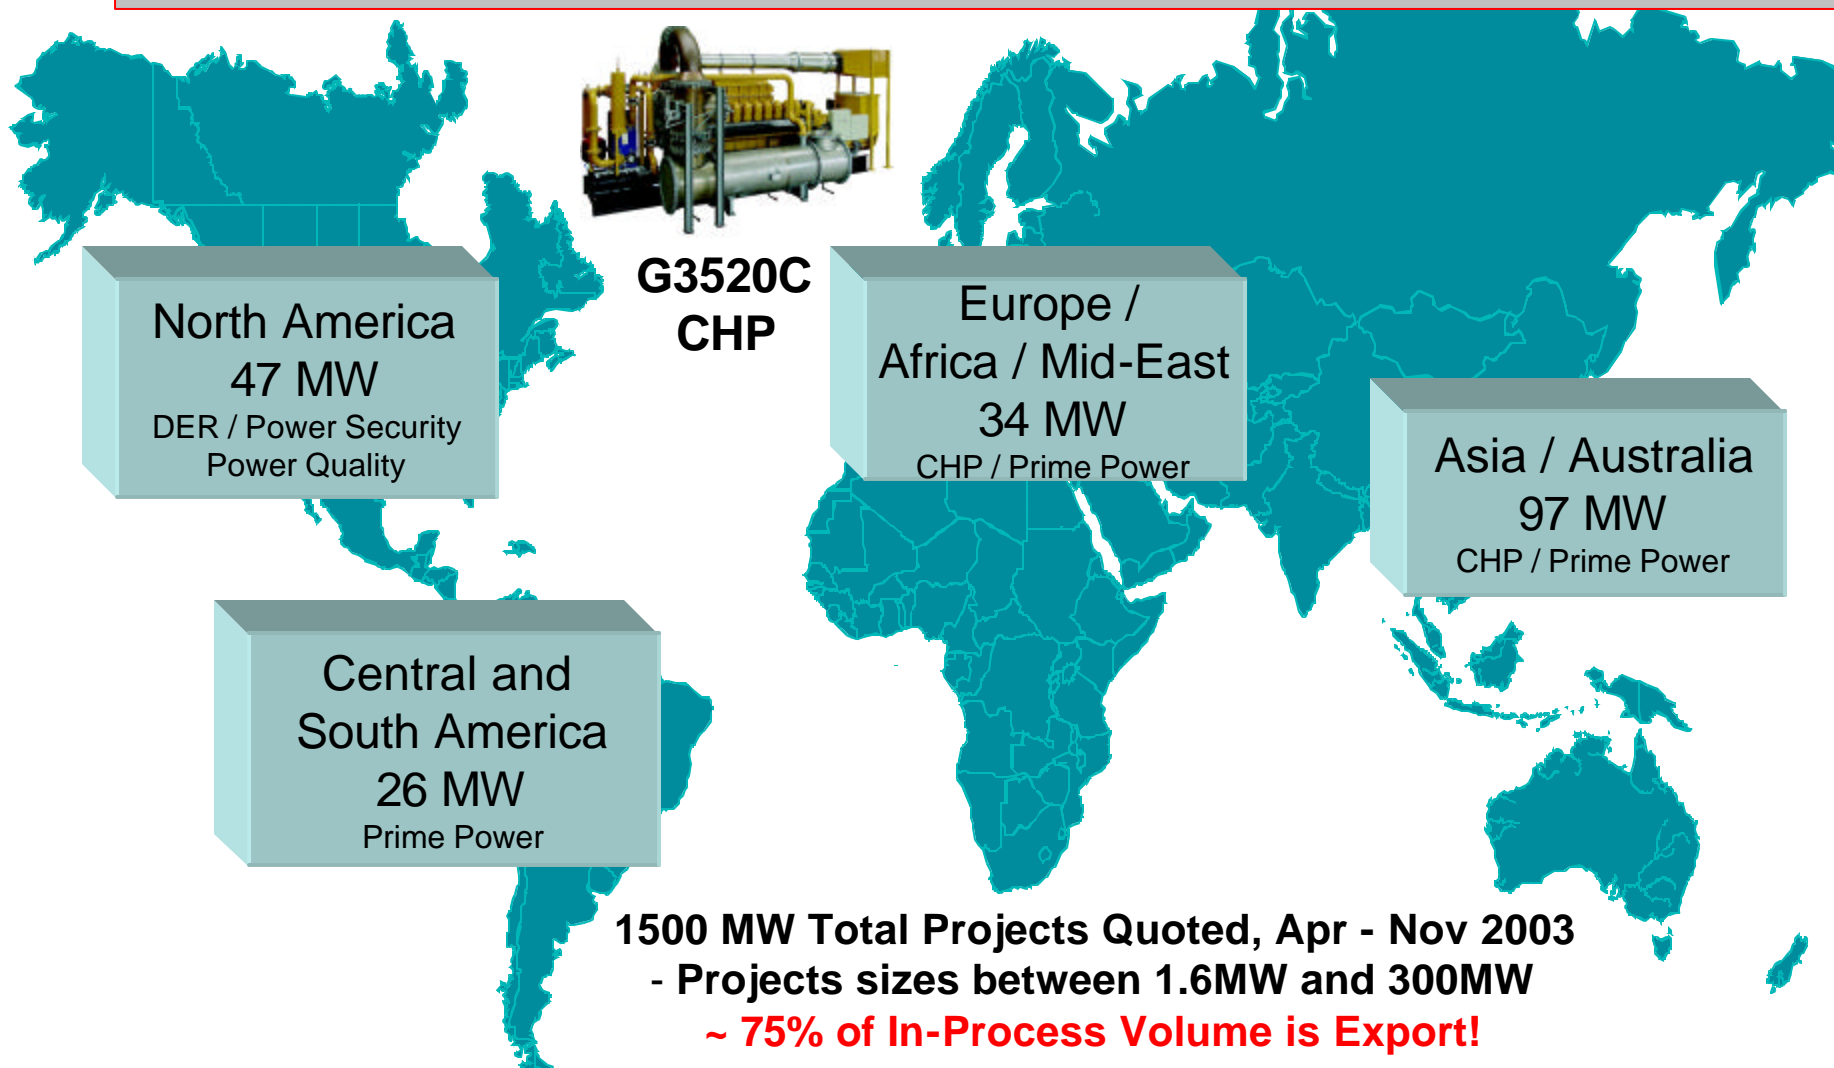 G3520C
CHP
North America
47 MW
DER / Power Security
Power Quality
Europe /
Africa / Mid-East
34 MW
CHP / Prime Power
Asia / Australia
97 MW
CHP / Prime Power
Central and
South America
26 MW
Prime Power
1500 MW Total Projects Quoted, Apr - Nov 2003
- Projects sizes between 1.6MW and 300MW
~ 75% of In-Process Volume is Export!